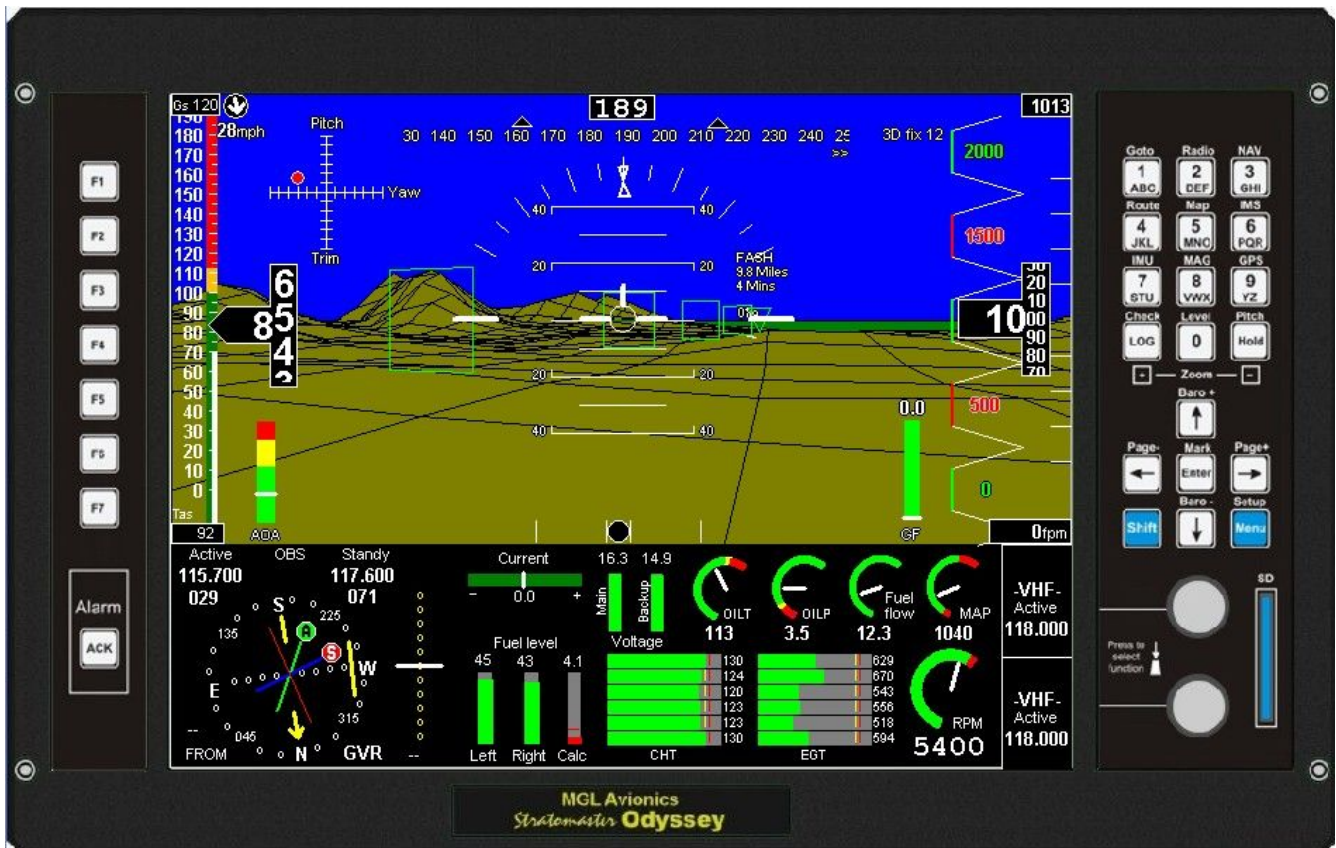 Gs 120
189
1013
190
180
28mph
170
160
150
140
130
120
110
100
90
80
70
60
50
40
30
20
10
0
Tas
92
Pitch
Yaw
Trim
30 140 150 160 170 180 190 200 210 220 230 240 25
>>
3D fix 12
2000
1500
500
0
40 40
20 20
20 20
40 40
FASH
9.8 Miles
4 Mins
6
85
4
3
20
10
1000
90
80
70
0.0
GF
AOA
0fpm
Active OBS Standy
115.700 117.600
029 071
S
225
135
R
S
W
E
315
045
--
FROM N GVR --
Current
- 0.0 +
16.3 14.9
Main
Backup
Voltage
OILT
113
OILP
3.5
Fuel
flow
12.3
MAP
1040
Fuel level
45 43 4.1
Left Right Calc
130
124
120
123
123
130
CHT
629
670
543
556
518
594
EGT
RPM
5400
-VHF-
Active
118.000
-VHF-
Active
118.000
F1
F2
F3
F4
F5
F6
F7
Alarm
ACK
Goto Radio NAV
1 2 3
ABC DEF GHI
Route Map IMS
4 5 6
JKL MNO PQR
IMU MAG GPS
7 8 9
STU VWX YZ
Check Level Pitch
LOG 0 Hold
+ Zoom -
Baro +
Page- Mark Page+
Enter
Baro - Setup
Shift Menu
SD
Press to
select
function
MGL Avionics
Stratomaster Odyssey